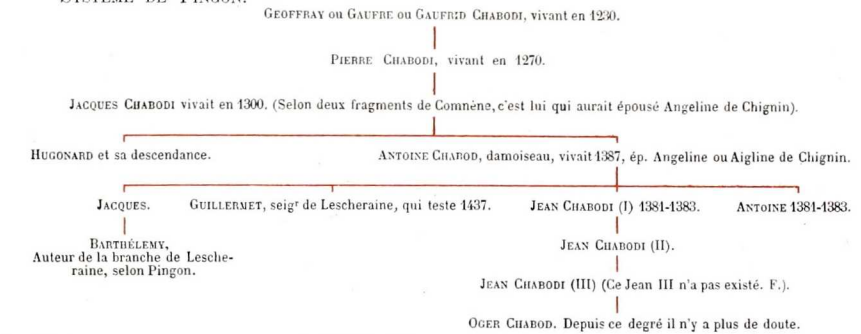 SYSTÈME DE PINGON.
GEOFFRAY ou GAUFRE ou GAUFRID CHABODI, vivant en 1230.
PIERRE CHABODI, vivant en 1270.
JACQUES CHABODI vivait en 1300. (Selon deux fragments de Comnène, c'est lui qui aurait épousé Angeline de Chignin).
HUGONARD et sa descendance.
ANTOINE CHABOD, damoiseau, vivait 1387, ép. Angeline ou Aigline de Chignin.
JACQUES.
GUILLERMET, seigr de Lescheraine, qui teste 1437.
JEAN CHABODI (I) 1381-1383.
ANTOINE 1381-1383.
BARTHÉLEMY,
Auteur de la branche de Lesche-
raine, selon Pingon.
JEAN CHABODI (II).
JEAN CHABODI (III) (Ce Jean III n'a pas existé. F.).
OGER CHABOD. Depuis ce degré il n'y a plus de doute.